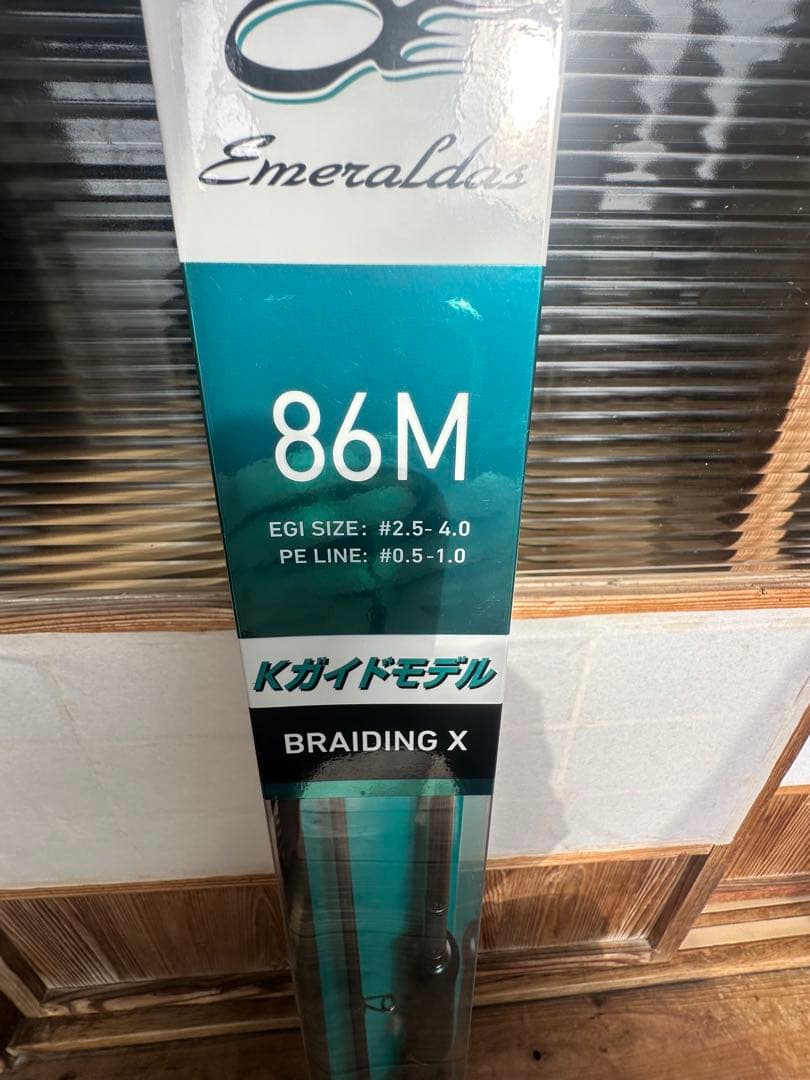 Emeraldas
86M
EGI SIZE: #2.5- 4.0
PE LINE: #0.5-1.0
Kガイドモデル
BRAIDING X